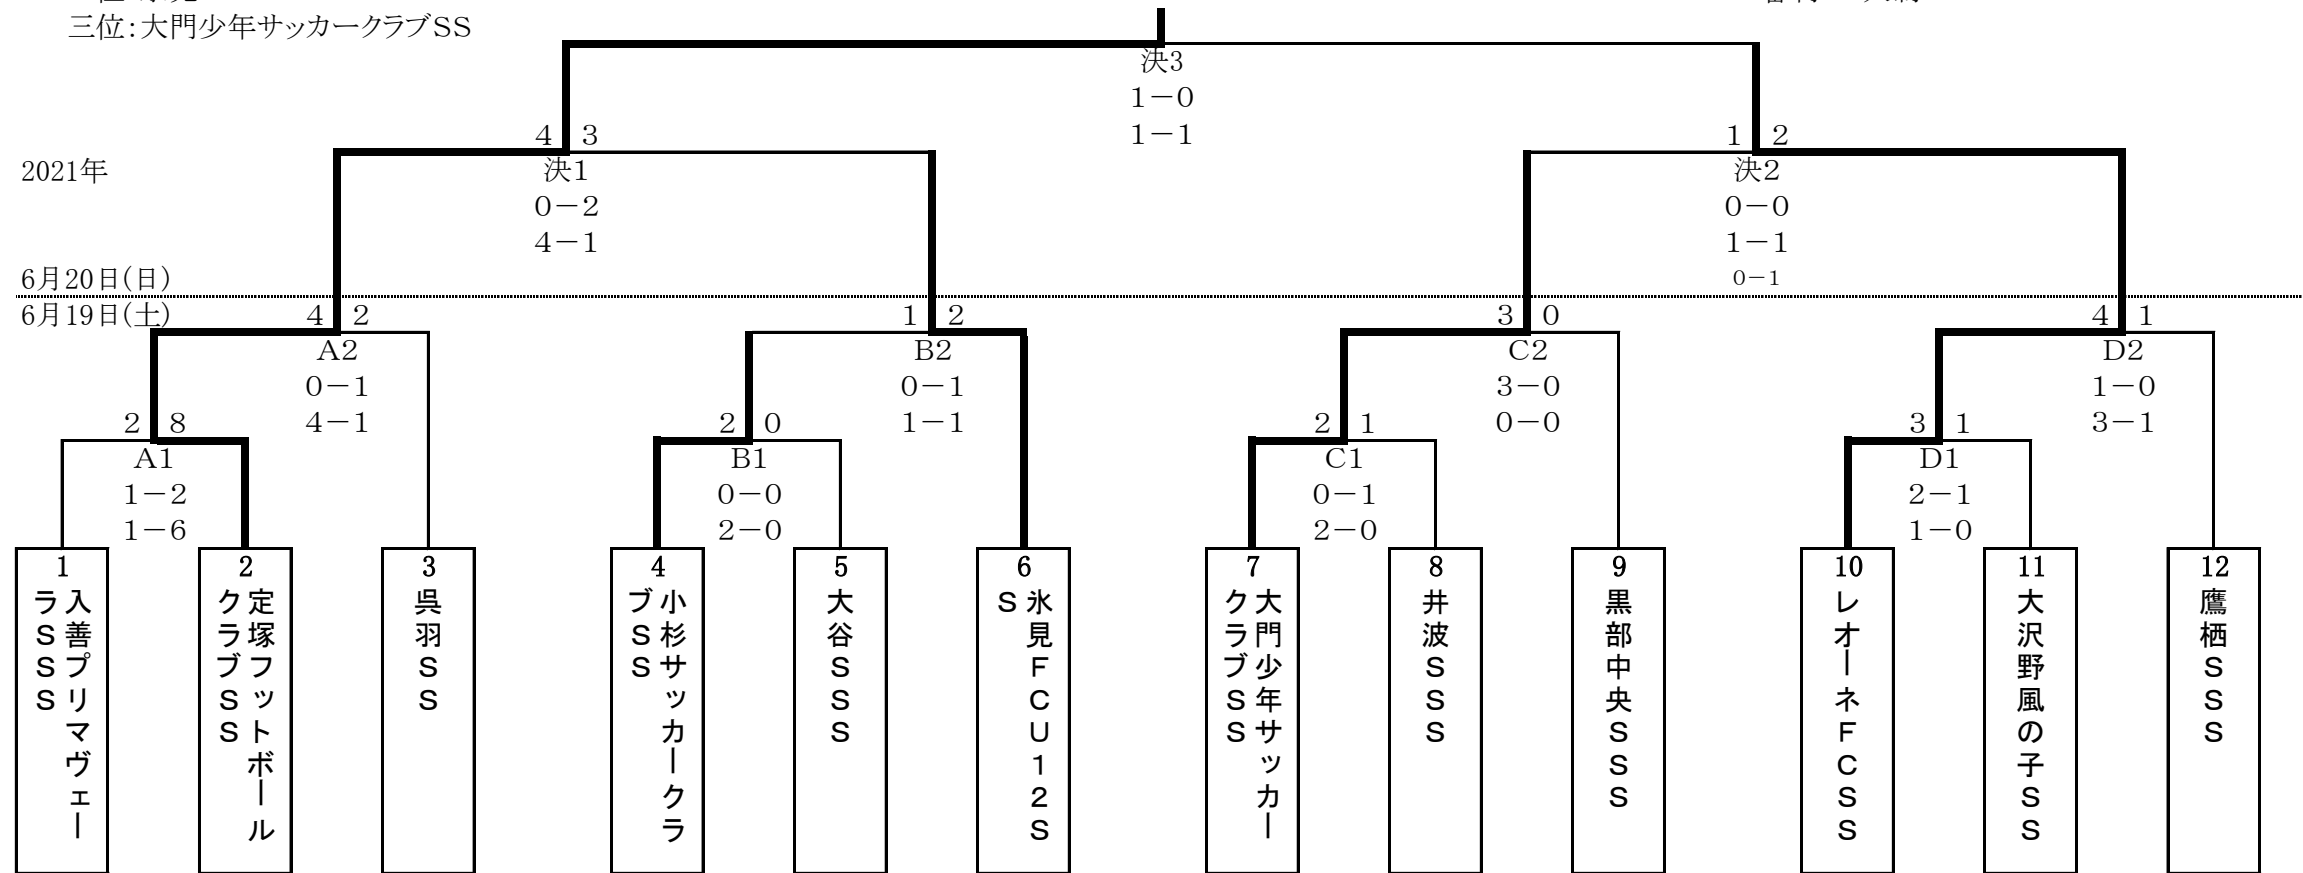 三位：大門少年サッカークラブSS
決3
1－0
1－1
4 3
1 2
2021年
決1
0－2
4－1
決2
0－0
1－1
0－1
6月20日(日)
6月19日(土)
4 2
A2
0－1
4－1
1 2
B2
0－1
1－1
3 0
C2
3－0
0－0
4 1
D2
1－0
3－1
2 8
A1
1－2
1－6
2 0
B1
0－0
2－0
2 1
C1
0－1
2－0
3 1
D1
2－1
1－0
1
入善プリマヴェー
ラSSS
2
定塚フットボール
クラブSS
3
呉羽SS
4
小杉サッカークラ
ブSS
5
大谷SSS
6
氷見FCU12S
S
7
大門少年サッカー
クラブSS
8
井波SSS
9
黒部中央SSS
10
レオーネFCSS
11
大沢野風の子SS
12
鷹栖SSS